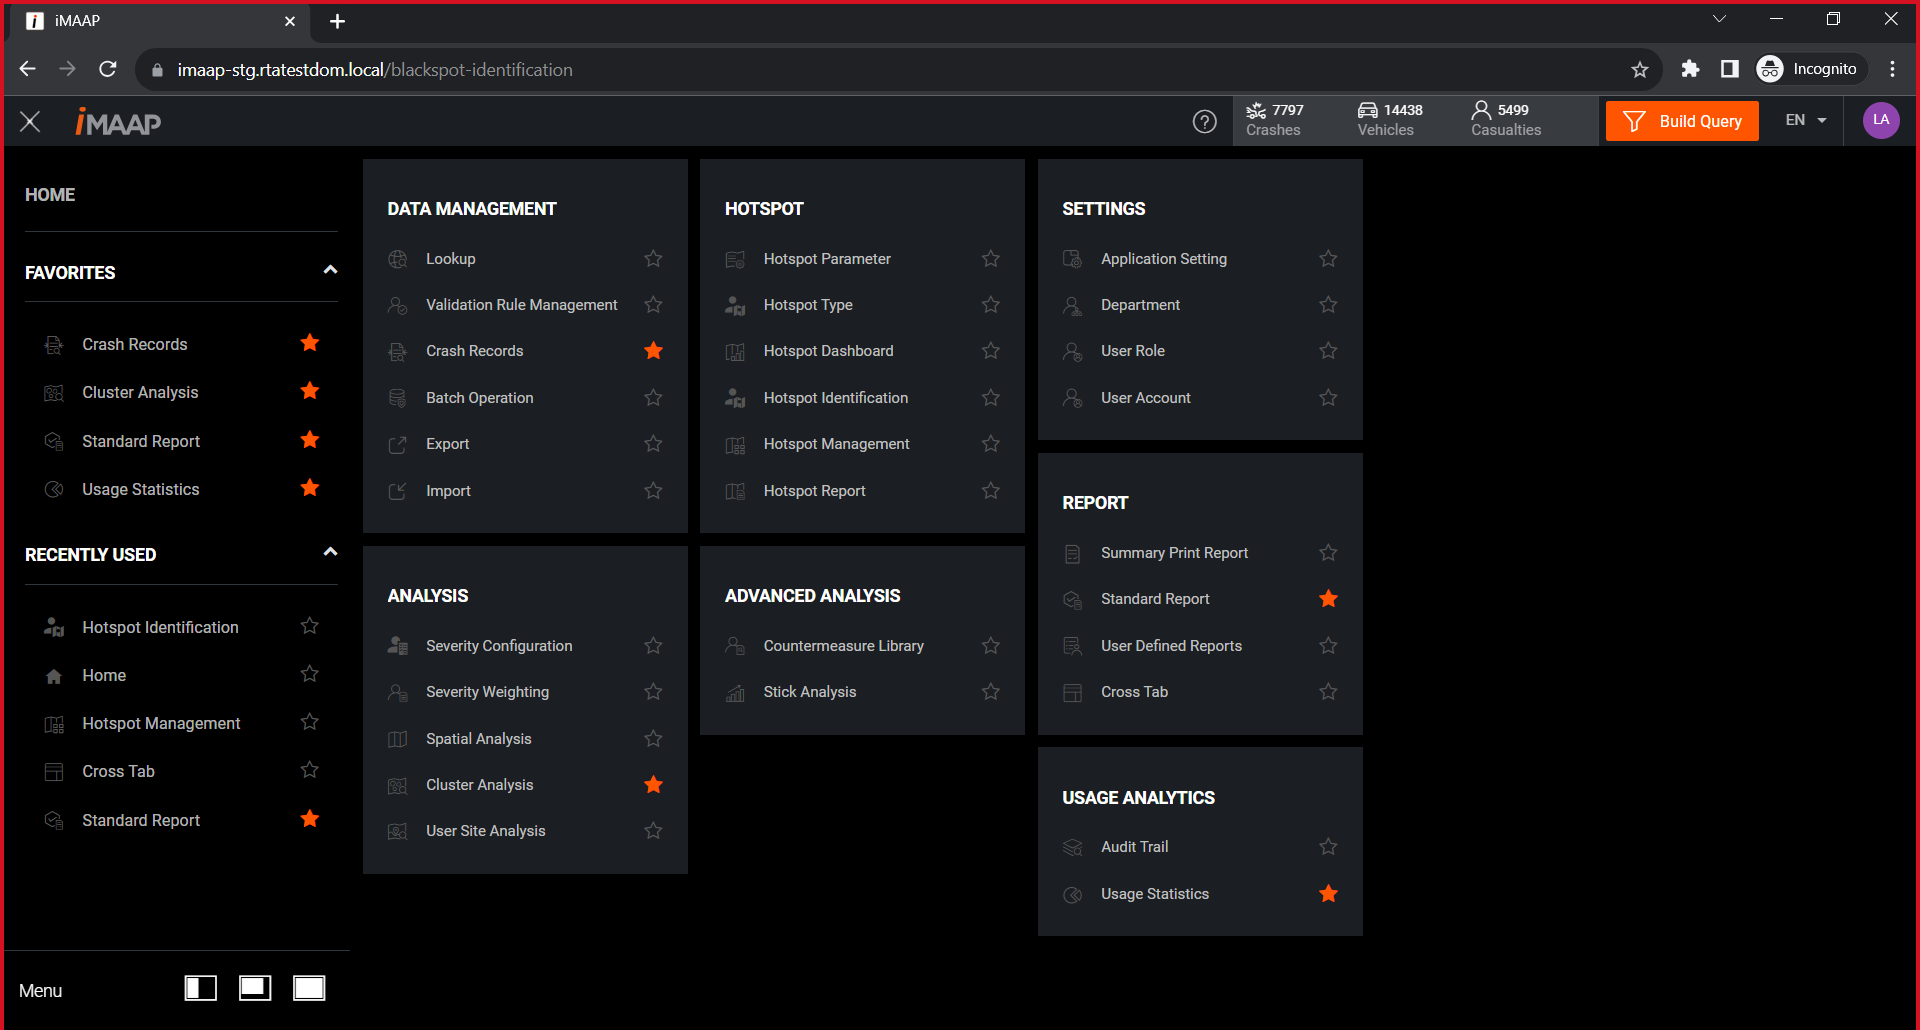 iMAAP
imaap-stg.rtatestdom.local/blackspot-identification
Incognito
iMAAP
7797
Crashes
14438
Vehicles
5499
Casualties
Build Query
EN
LA
HOME
FAVORITES
Crash Records
Cluster Analysis
Standard Report
Usage Statistics
RECENTLY USED
Hotspot Identification
Home
Hotspot Management
Cross Tab
Standard Report
Menu
DATA MANAGEMENT
Lookup
Validation Rule Management
Crash Records
Batch Operation
Export
Import
ANALYSIS
Severity Configuration
Severity Weighting
Spatial Analysis
Cluster Analysis
User Site Analysis
HOTSPOT
Hotspot Parameter
Hotspot Type
Hotspot Dashboard
Hotspot Identification
Hotspot Management
Hotspot Report
ADVANCED ANALYSIS
Countermeasure Library
Stick Analysis
SETTINGS
Application Setting
Department
User Role
User Account
REPORT
Summary Print Report
Standard Report
User Defined Reports
Cross Tab
USAGE ANALYTICS
Audit Trail
Usage Statistics